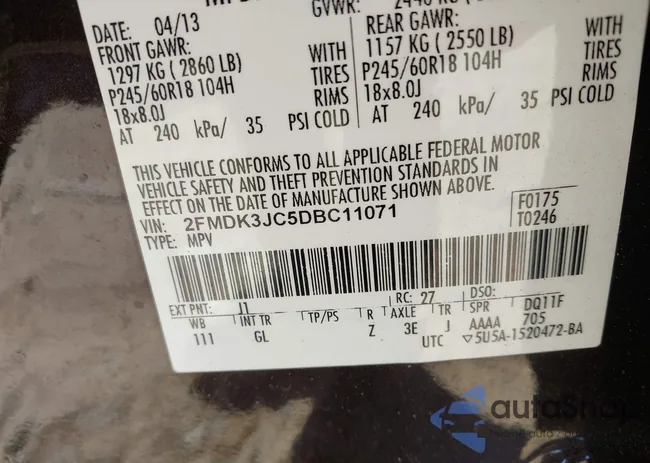 GVWR:
DATE: 04/13
FRONT GAWR:
1297 KG ( 2860 LB) WITH
P245/60R18 104H TIRES
18x8.0J RIMS
AT 240 kPa/ 35 PSI COLD
REAR GAWR:
1157 KG ( 2550 LB) WITH
P245/60R18 104H TIRES
18x8.0J RIMS
AT 240 kPa/ 35 PSI COLD
THIS VEHICLE CONFORMS TO ALL APPLICABLE FEDERAL MOTOR
VEHICLE SAFETY AND THEFT PREVENTION STANDARDS IN
EFFECT ON THE DATE OF MANUFACTURE SHOWN ABOVE.
VIN: 2FMDK3JC5DBC11071
TYPE: MPV
F0175
T0246
EXT PNT: J1 RC: 27 DSO:
WB INT TR TP/PS R AXLE TR SPR DQ11F
111 GL Z 3E J AAAA 705
UTC ▽5U5A-1520472-BA
autaShop